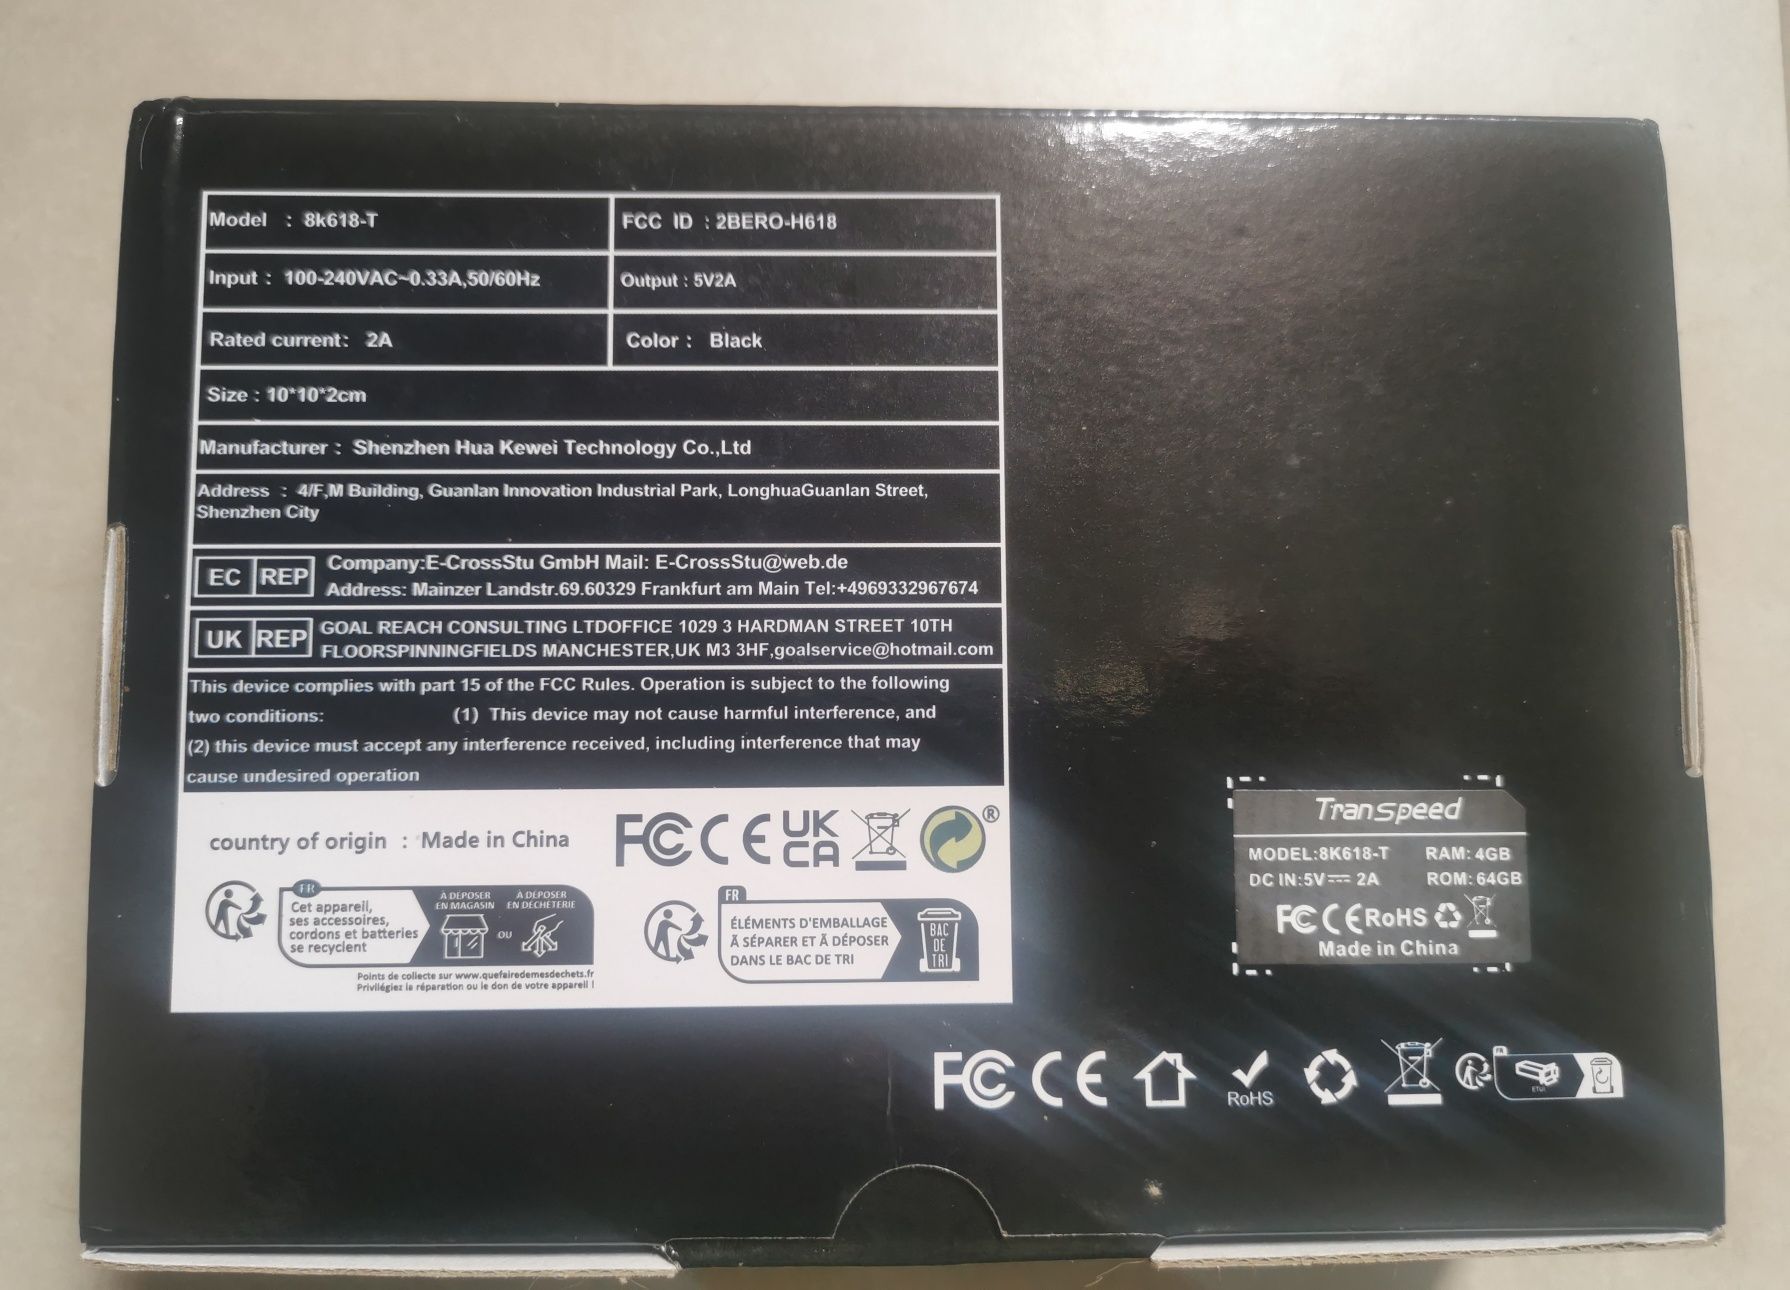 Model : 8k618-T
FCC ID : 2BERO-H618
Input : 100-240VAC~0.33A,50/60Hz
Output : 5V2A
Rated current: 2A
Color : Black
Size : 10*10*2cm
Manufacturer : Shenzhen Hua Kewei Technology Co.,Ltd
Address : 4/F,M Building, Guanlan Innovation Industrial Park, LonghuaGuanlan Street,
Shenzhen City
EC REP
Company:E-CrossStu GmbH Mail: E-CrossStu@web.de
Address: Mainzer Landstr.69.60329 Frankfurt am Main Tel:+4969332967674
UK REP
GOAL REACH CONSULTING LTDOFFICE 1029 3 HARDMAN STREET 10TH
FLOORSPINNINGFIELDS MANCHESTER,UK M3 3HF,goalservice@hotmail.com
This device complies with part 15 of the FCC Rules. Operation is subject to the following
two conditions: (1) This device may not cause harmful interference, and
(2) this device must accept any interference received, including interference that may
cause undesired operation
country of origin : Made in China
FC CE UK
CA ®
FR
Cet appareil,
ses accessoires,
cordons et batteries
se recyclent
À DÉPOSER
EN MAGASIN
OU
À DÉPOSER
EN DÉCHÈTERIE
Points de collecte sur www.quefairedemesdechets.fr
Privilégiez la réparation ou le don de votre appareil !
FR
ÉLÉMENTS D'EMBALLAGE
À SÉPARER ET À DÉPOSER
DANS LE BAC DE TRI
BAC
DE
TRI
Transpeed
MODEL:8K618-T RAM: 4GB
DC IN:5V⎓ 2A ROM: 64GB
FC CE RoHS
Made in China
FC CE
RoHS
FR
ETUI